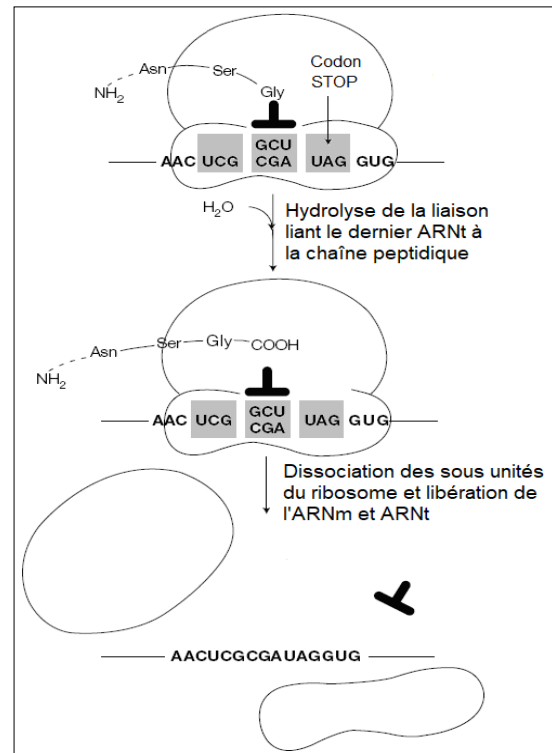 Codon
STOP
Asn
Ser
Gly
NH2
GCU
AAC UCG CGA UAG GUG
H2O
Hydrolyse de la liaison
liant le dernier ARNt à
la chaîne peptidique
Asn Ser Gly COOH
NH2
GCU
AAC UCG CGA UAG GUG
Dissociation des sous unités
du ribosome et libération de
l'ARNm et ARNt
AACUCGCGAUAGGUG